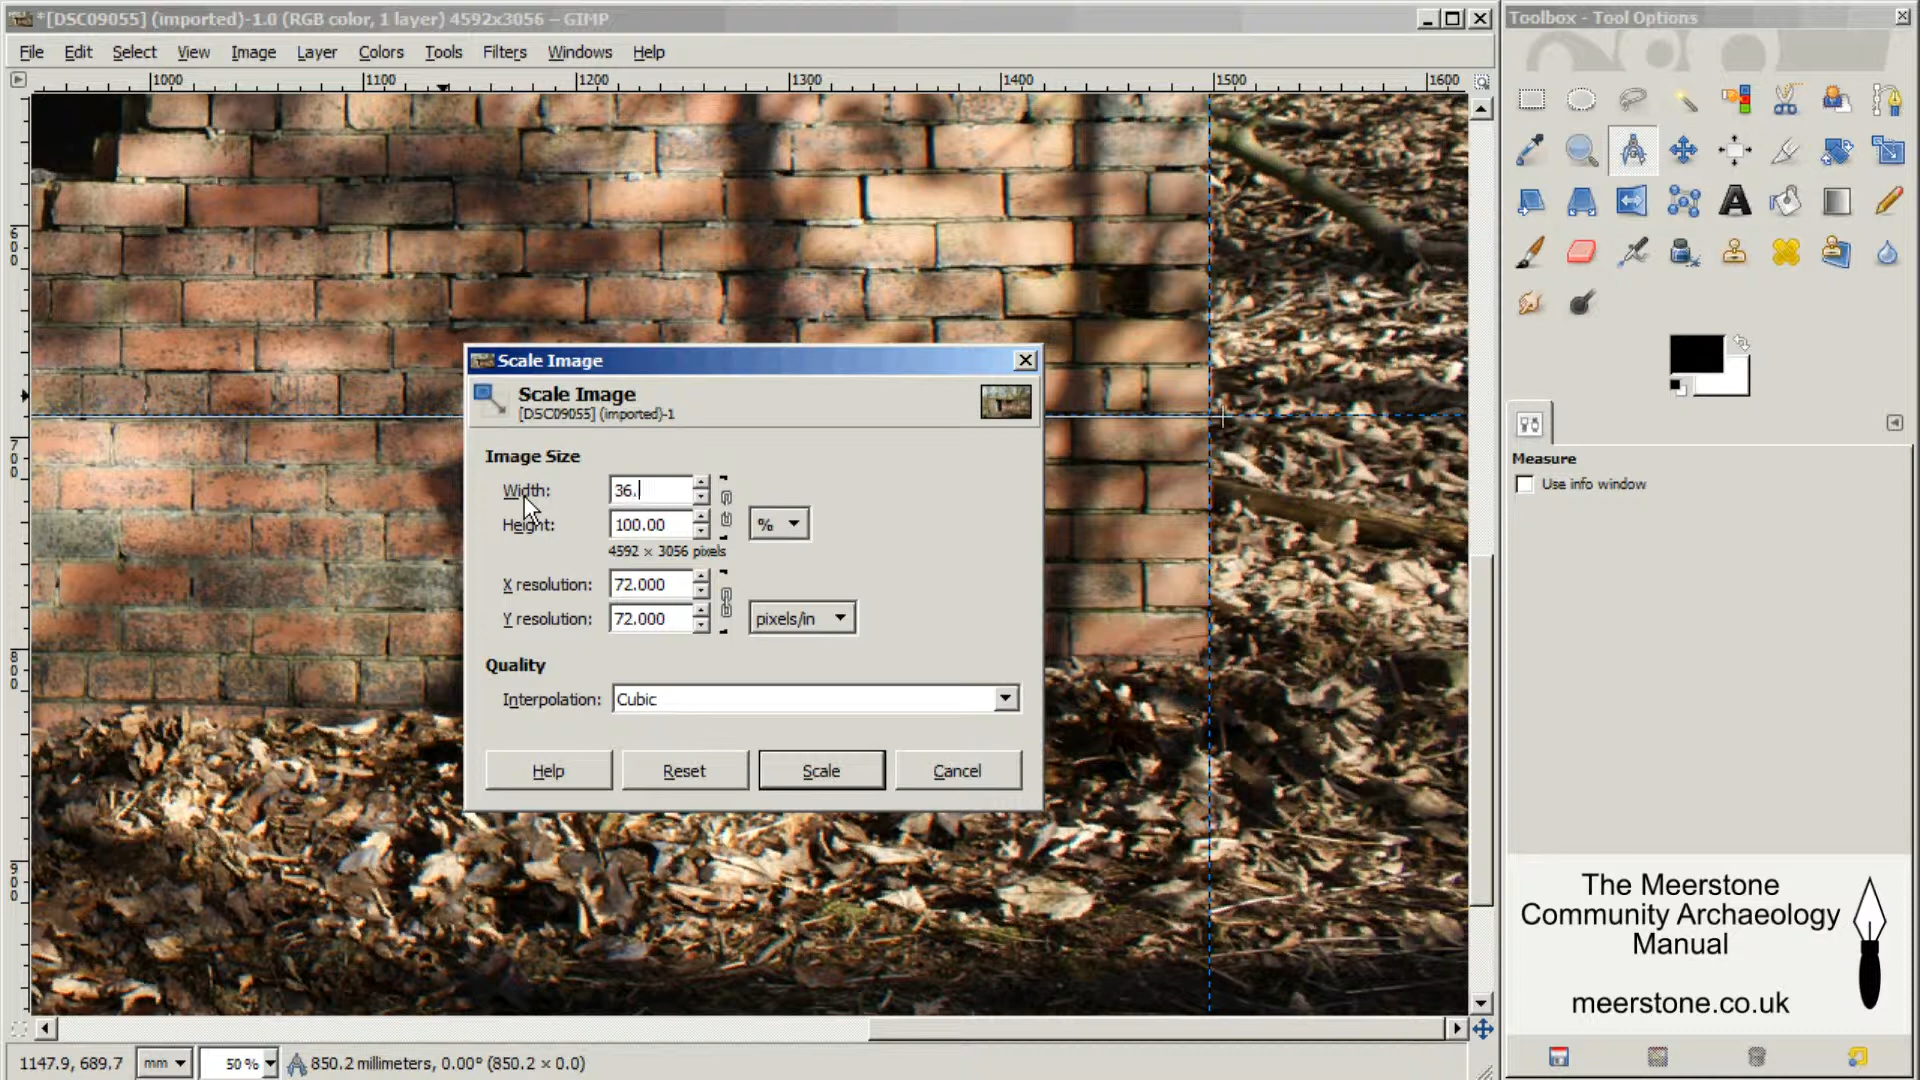 *[DSC09055] (imported)-1.0 (RGB color, 1 layer) 4592x3056 – GIMP
File Edit Select View Image Layer Colors Tools Filters Windows Help
1000 1100 1200 1300 1400 1500 1600
600
700
800
900
Scale Image
Scale Image
[DSC09055] (imported)-1
Image Size
Width: 36.
Height: 100.00 %
4592 × 3056 pixels
X resolution: 72.000
Y resolution: 72.000 pixels/in
Quality
Interpolation: Cubic
Help Reset Scale Cancel
1147.9, 689.7 mm 50 % 850.2 millimeters, 0.00° (850.2 × 0.0)
Toolbox - Tool Options
Measure
Use info window
The Meerstone
Community Archaeology
Manual
meerstone.co.uk